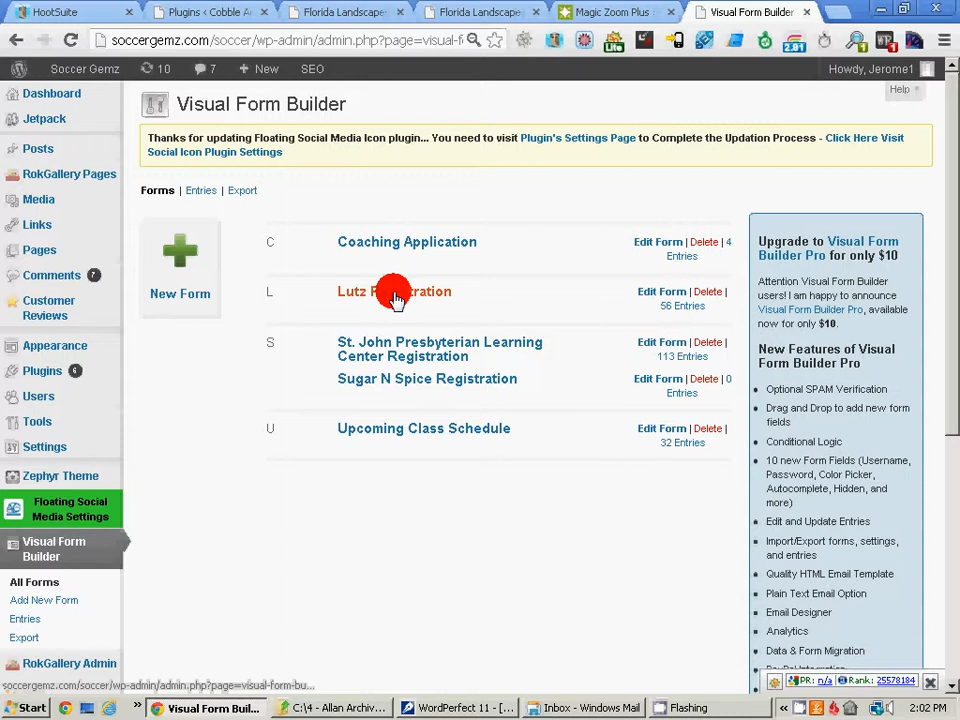 HootSuite
Plugins ‹ Cobble A
Florida Landscape
Florida Landscape
Magic Zoom Plus
Visual Form Builder
soccergemz.com/soccer/wp-admin/admin.php?page=visual-f
Soccer Gemz
10
7
New
SEO
Howdy, Jerome1
Dashboard
Jetpack
Posts
RokGallery Pages
Media
Links
Pages
Comments 7
Survey
Customer
Reviews
Appearance
Plugins 6
Users
Tools
Settings
Zephyr Theme
Floating Social
Media Settings
Visual Form
Builder
All Forms
Add New Form
Entries
Export
RokGallery Admin
Help
Visual Form Builder
Thanks for updating Floating Social Media Icon plugin... You need to visit Plugin's Settings Page to Complete the Updation Process - Click Here Visit
Social Icon Plugin Settings
Forms | Entries | Export
New Form
C
Coaching Application
Edit Form | Delete | 4
Entries
L
Lutz Registration
Edit Form | Delete |
56 Entries
S
St. John Presbyterian Learning
Center Registration
Edit Form | Delete |
113 Entries
Sugar N Spice Registration
Edit Form | Delete | 0
Entries
U
Upcoming Class Schedule
Edit Form | Delete |
32 Entries
Upgrade to Visual Form
Builder Pro for only $10
Attention Visual Form Builder
users! I am happy to announce
Visual Form Builder Pro, available
now for only $10.
New Features of Visual
Form Builder Pro
Optional SPAM Verification
Drag and Drop to add new form
fields
Conditional Logic
10 new Form Fields (Username,
Password, Color Picker,
Autocomplete, Hidden, and
more)
Edit and Update Entries
Import/Export forms, settings,
and entries
Quality HTML Email Template
Plain Text Email Option
Email Designer
Analytics
Data & Form Migration
soccergemz.com/soccer/wp-admin/admin.php?page=visual-form-bu...
PR: n/a
Rank: 25578184
Start
Visual Form Buil...
C:\4 - Allan Archiv...
WordPerfect 11 - [...
Inbox - Windows Mail
Flashing
2:02 PM